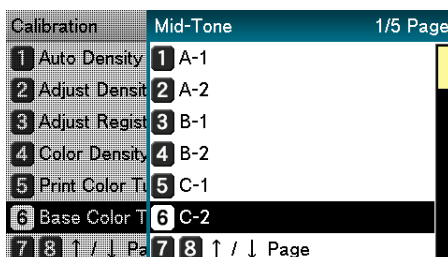 Calibration
1 Auto Density
2 Adjust Densit
3 Adjust Regist
4 Color Density
5 Print Color
6 Base Color
7 8 ↑ / ↓
Mid-Tone 1/5 Page
1 A-1
2 A-2
3 B-1
4 B-2
5 C-1
6 C-2
7 8 ↑ / ↓ Page